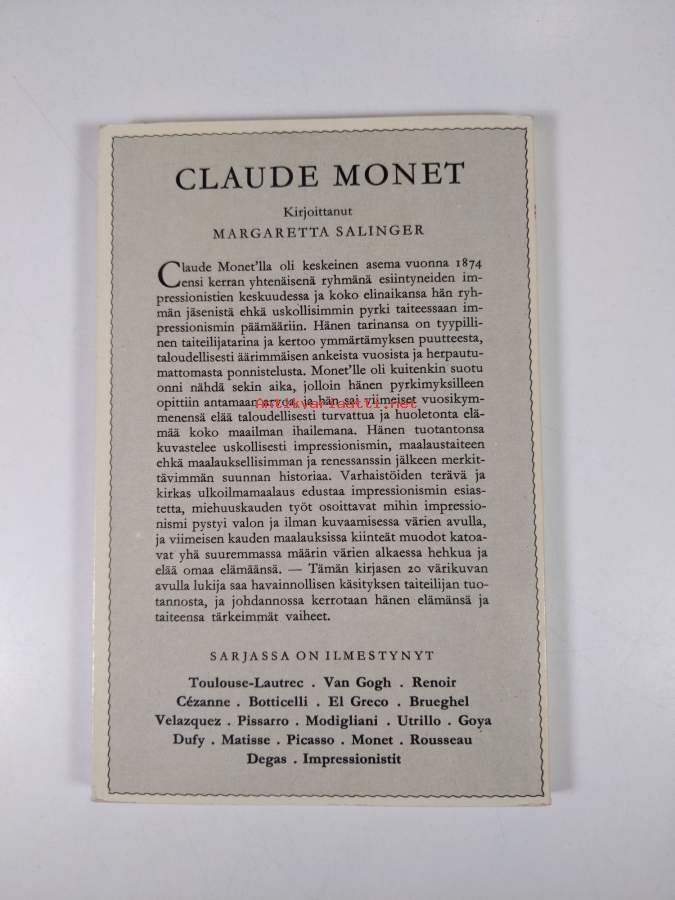 CLAUDE MONET
Kirjoittanut
MARGARETTA SALINGER
Claude Monet'lla oli keskeinen asema vuonna 1874
ensi kerran yhtenäisenä ryhmänä esiintyneiden im-
pressionistien keskuudessa ja koko elinaikansa hän ryh-
män jäsenistä ehkä uskollisimmin pyrki taiteessaan im-
pressionismin päämääriin. Hänen tarinansa on tyypilli-
nen taiteilijatarina ja kertoo ymmärtämyksen puutteesta,
taloudellisesti äärimmäisen ankeista vuosista ja herpautu-
mattomasta ponnistelusta. Monet'lle oli kuitenkin suotu
onni nähdä sekin aika, jolloin hänen pyrkimyksilleen
opittiin antamaan arvoa, ja hän sai viimeiset vuosikym-
Antikvariaatti.net
menensä elää taloudellisesti turvattua ja huoletonta elä-
mää koko maailman ihailemana. Hänen tuotantonsa
kuvastelee uskollisesti impressionismin, maalaustaiteen
ehkä maalauksellisimman ja renessanssin jälkeen merkit-
tävimmän suunnan historiaa. Varhaistöiden terävä ja
kirkas ulkoilmamaalaus edustaa impressionismin esias-
tetta, miehuuskauden työt osoittavat mihin impressio-
nismi pystyi valon ja ilman kuvaamisessa värien avulla,
ja viimeisen kauden maalauksissa kiinteät muodot katoa-
vat yhä suuremmassa määrin värien alkaessa hehkua ja
elää omaa elämäänsä. — Tämän kirjasen 20 värikuvan
avulla lukija saa havainnollisen käsityksen taiteilijan tuo-
tannosta, ja johdannossa kerrotaan hänen elämänsä ja
taiteensa tärkeimmät vaiheet.
SARJASSA ON ILMESTYNYT
Toulouse-Lautrec . Van Gogh . Renoir
Cézanne . Botticelli . El Greco . Brueghel
Velazquez . Pissarro . Modigliani . Utrillo . Goya
Dufy . Matisse . Picasso . Monet . Rousseau
Degas . Impressionistit